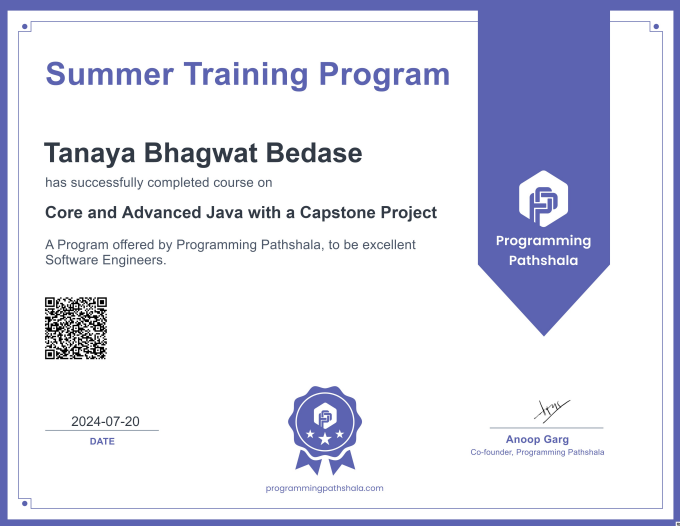 Summer Training Program
Tanaya Bhagwat Bedase
has successfully completed course on
Core and Advanced Java with a Capstone Project
A Program offered by Programming Pathshala, to be excellent
Software Engineers.
Programming
Pathshala
2024-07-20
DATE
Anoop Garg
Co-founder, Programming Pathshala
programmingpathshala.com